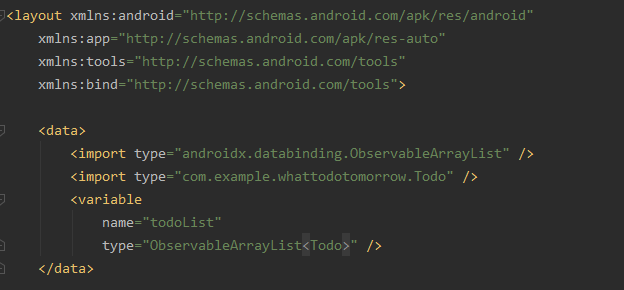 <layout xmlns:android="http://schemas.android.com/apk/res/android"
xmlns:app="http://schemas.android.com/apk/res-auto"
xmlns:tools="http://schemas.android.com/tools"
xmlns:bind="http://schemas.android.com/tools">
<data>
<import type="androidx.databinding.ObservableArrayList" />
<import type="com.example.whattodotomorrow.Todo" />
<variable
name="todoList"
type="ObservableArrayList<Todo>" />
</data>